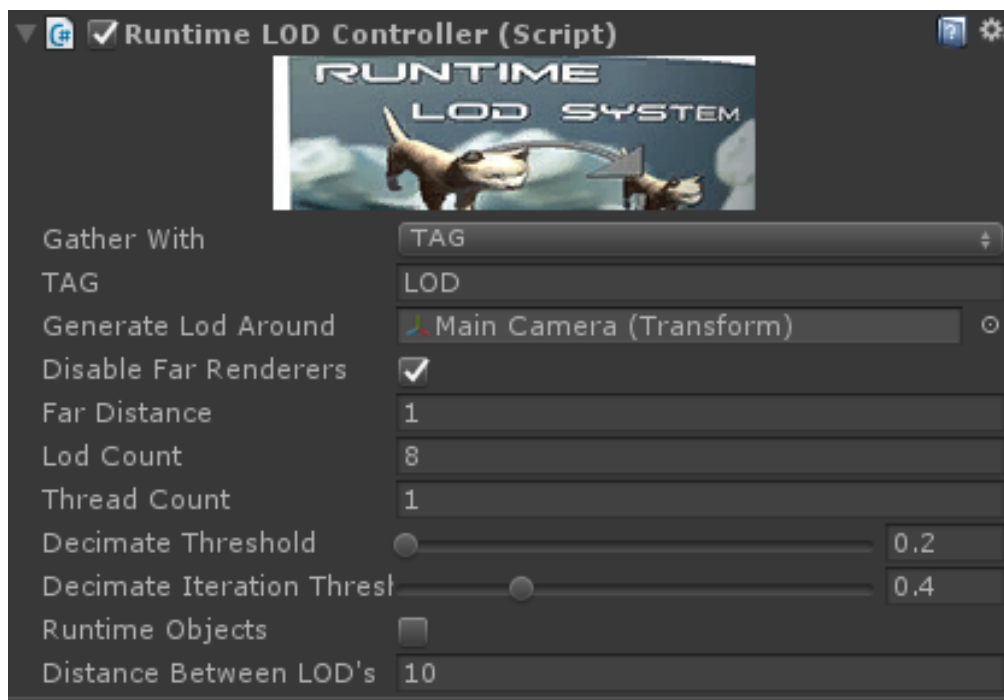 Runtime LOD Controller (Script)
RUNTIME
LOD SYSTEM
Gather With TAG
TAG LOD
Generate Lod Around Main Camera (Transform)
Disable Far Renderers
Far Distance 1
Lod Count 8
Thread Count 1
Decimate Threshold 0.2
Decimate Iteration Thresh 0.4
Runtime Objects
Distance Between LOD's 10